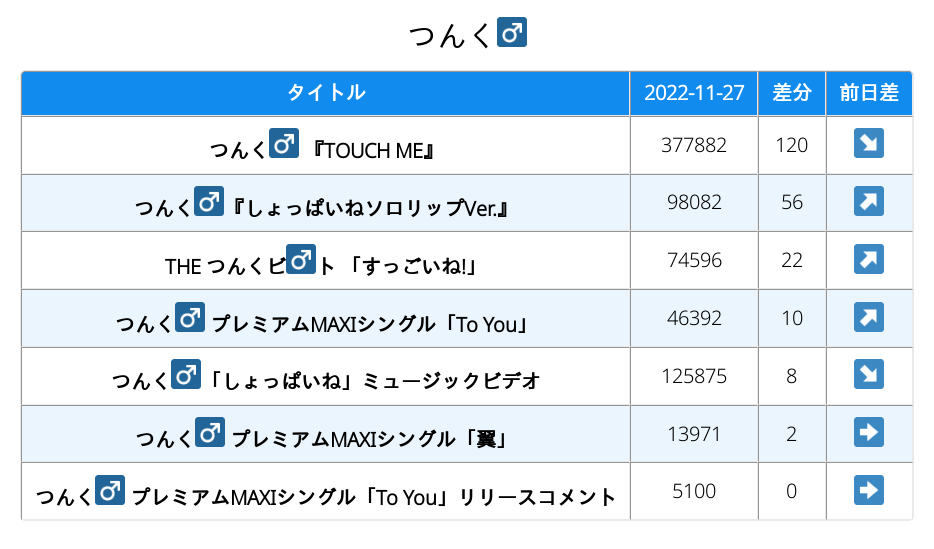 つんく♂
タイトル 2022-11-27 差分 前日差
つんく♂ 『TOUCH ME』 377882 120 ↘
つんく♂『しょっぱいねソロリップVer.』 98082 56 ↗
THE つんくビ♂ト 「すっごいね!」 74596 22 ↗
つんく♂ プレミアムMAXIシングル「To You」 46392 10 ↗
つんく♂「しょっぱいね」ミュージックビデオ 125875 8 ↘
つんく♂ プレミアムMAXIシングル「翼」 13971 2 ➡
つんく♂ プレミアムMAXIシングル「To You」リリースコメント 5100 0 ➡